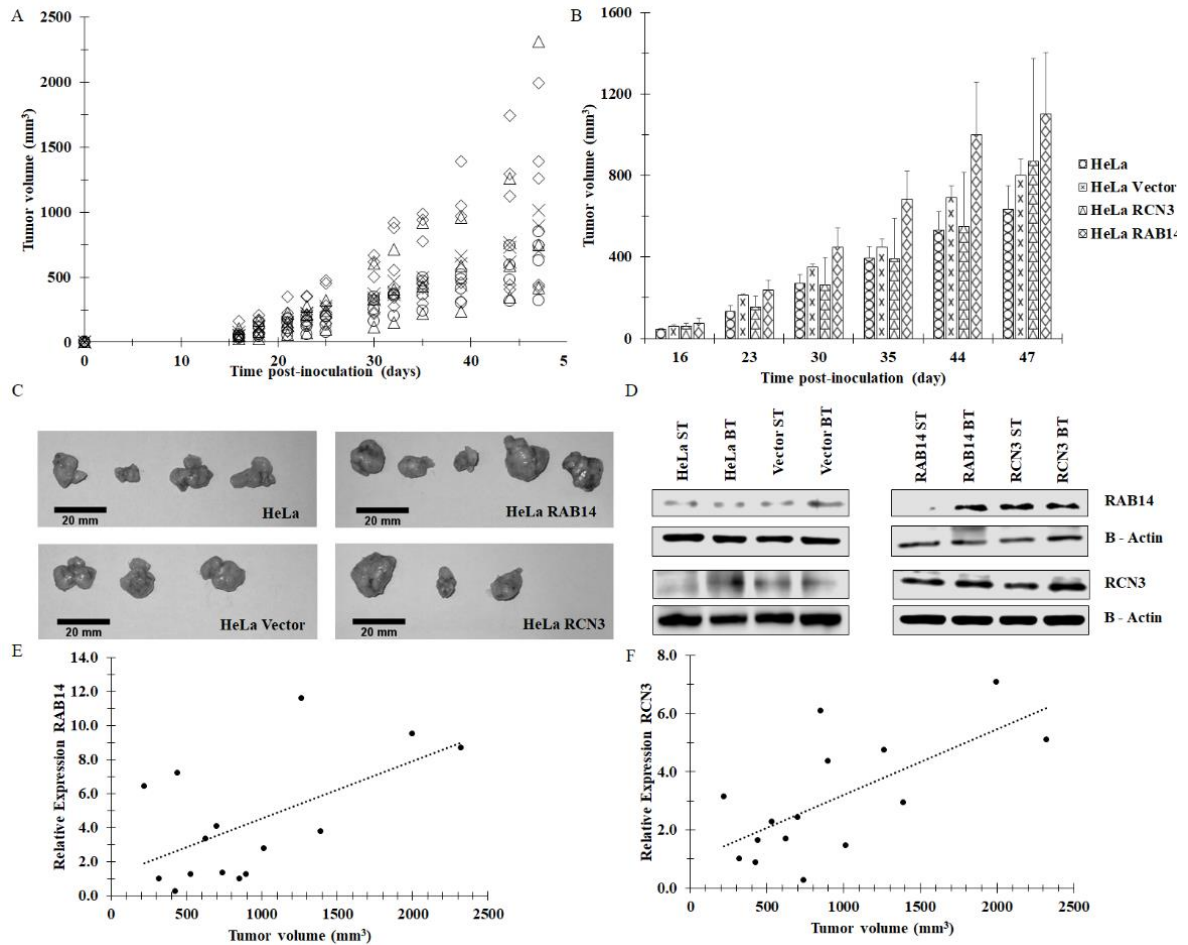 A
Tumor volume (mm³)
2500
2000
1500
1000
500
0
0 10 20 30 40 5
Time post-inoculation (days)
B
Tumor volume (mm³)
1600
1200
800
400
0
16 23 30 35 44 47
Time post-inoculation (day)
HeLa
HeLa Vector
HeLa RCN3
HeLa RAB14
C
20 mm
HeLa
20 mm
HeLa RAB14
20 mm
HeLa Vector
20 mm
HeLa RCN3
D
HeLa ST
HeLa BT
Vector ST
Vector BT
RAB14 ST
RAB14 BT
RCN3 ST
RCN3 BT
RAB14
B - Actin
RCN3
B - Actin
E
Relative Expression RAB14
14.0
12.0
10.0
8.0
6.0
4.0
2.0
0.0
0 500 1000 1500 2000 2500
Tumor volume (mm³)
F
Relative Expression RCN3
8.0
6.0
4.0
2.0
0.0
0 500 1000 1500 2000 2500
Tumor volume (mm³)